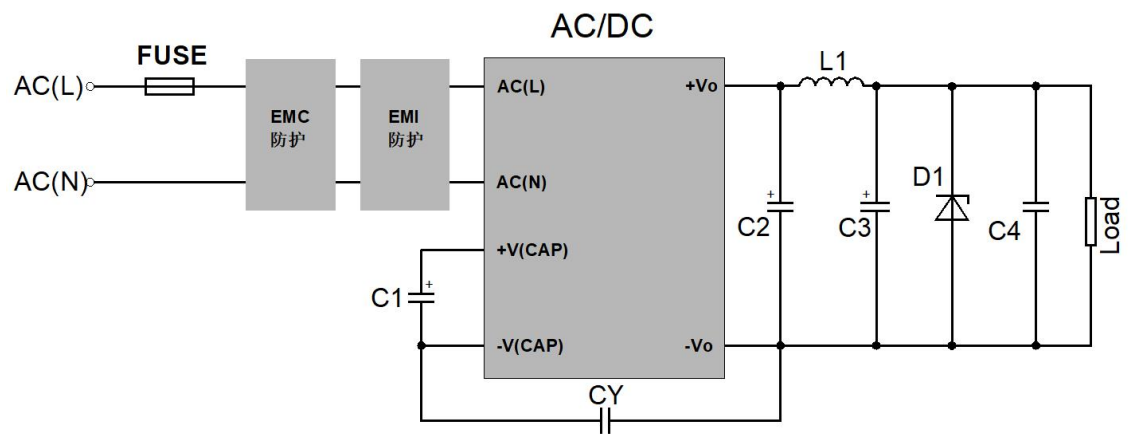 AC/DC
FUSE
AC(L)
EMC
防护
EMI
防护
AC(L)
+Vo
L1
AC(N)
AC(N)
D1
C2
C3
C4
Load
+
+
+V(CAP)
C1
+
-V(CAP)
-Vo
CY